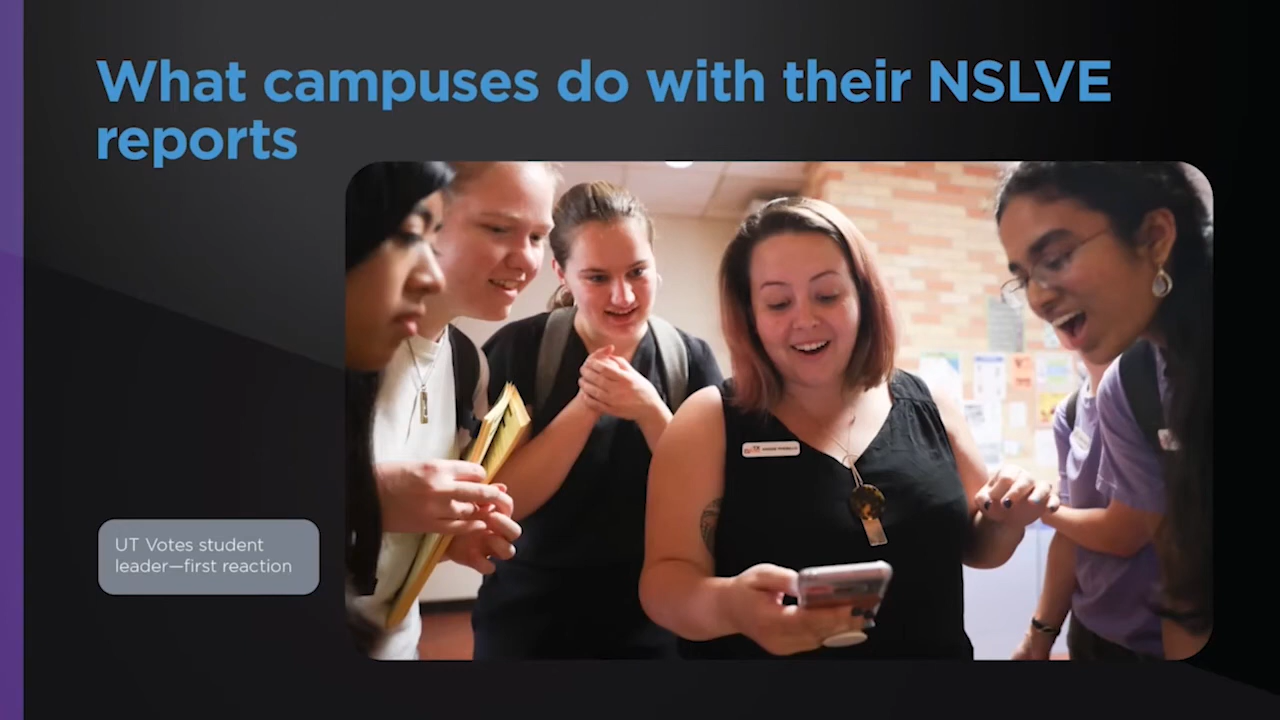 What campuses do with their NSLVE
reports
UT Votes student
leader—first reaction